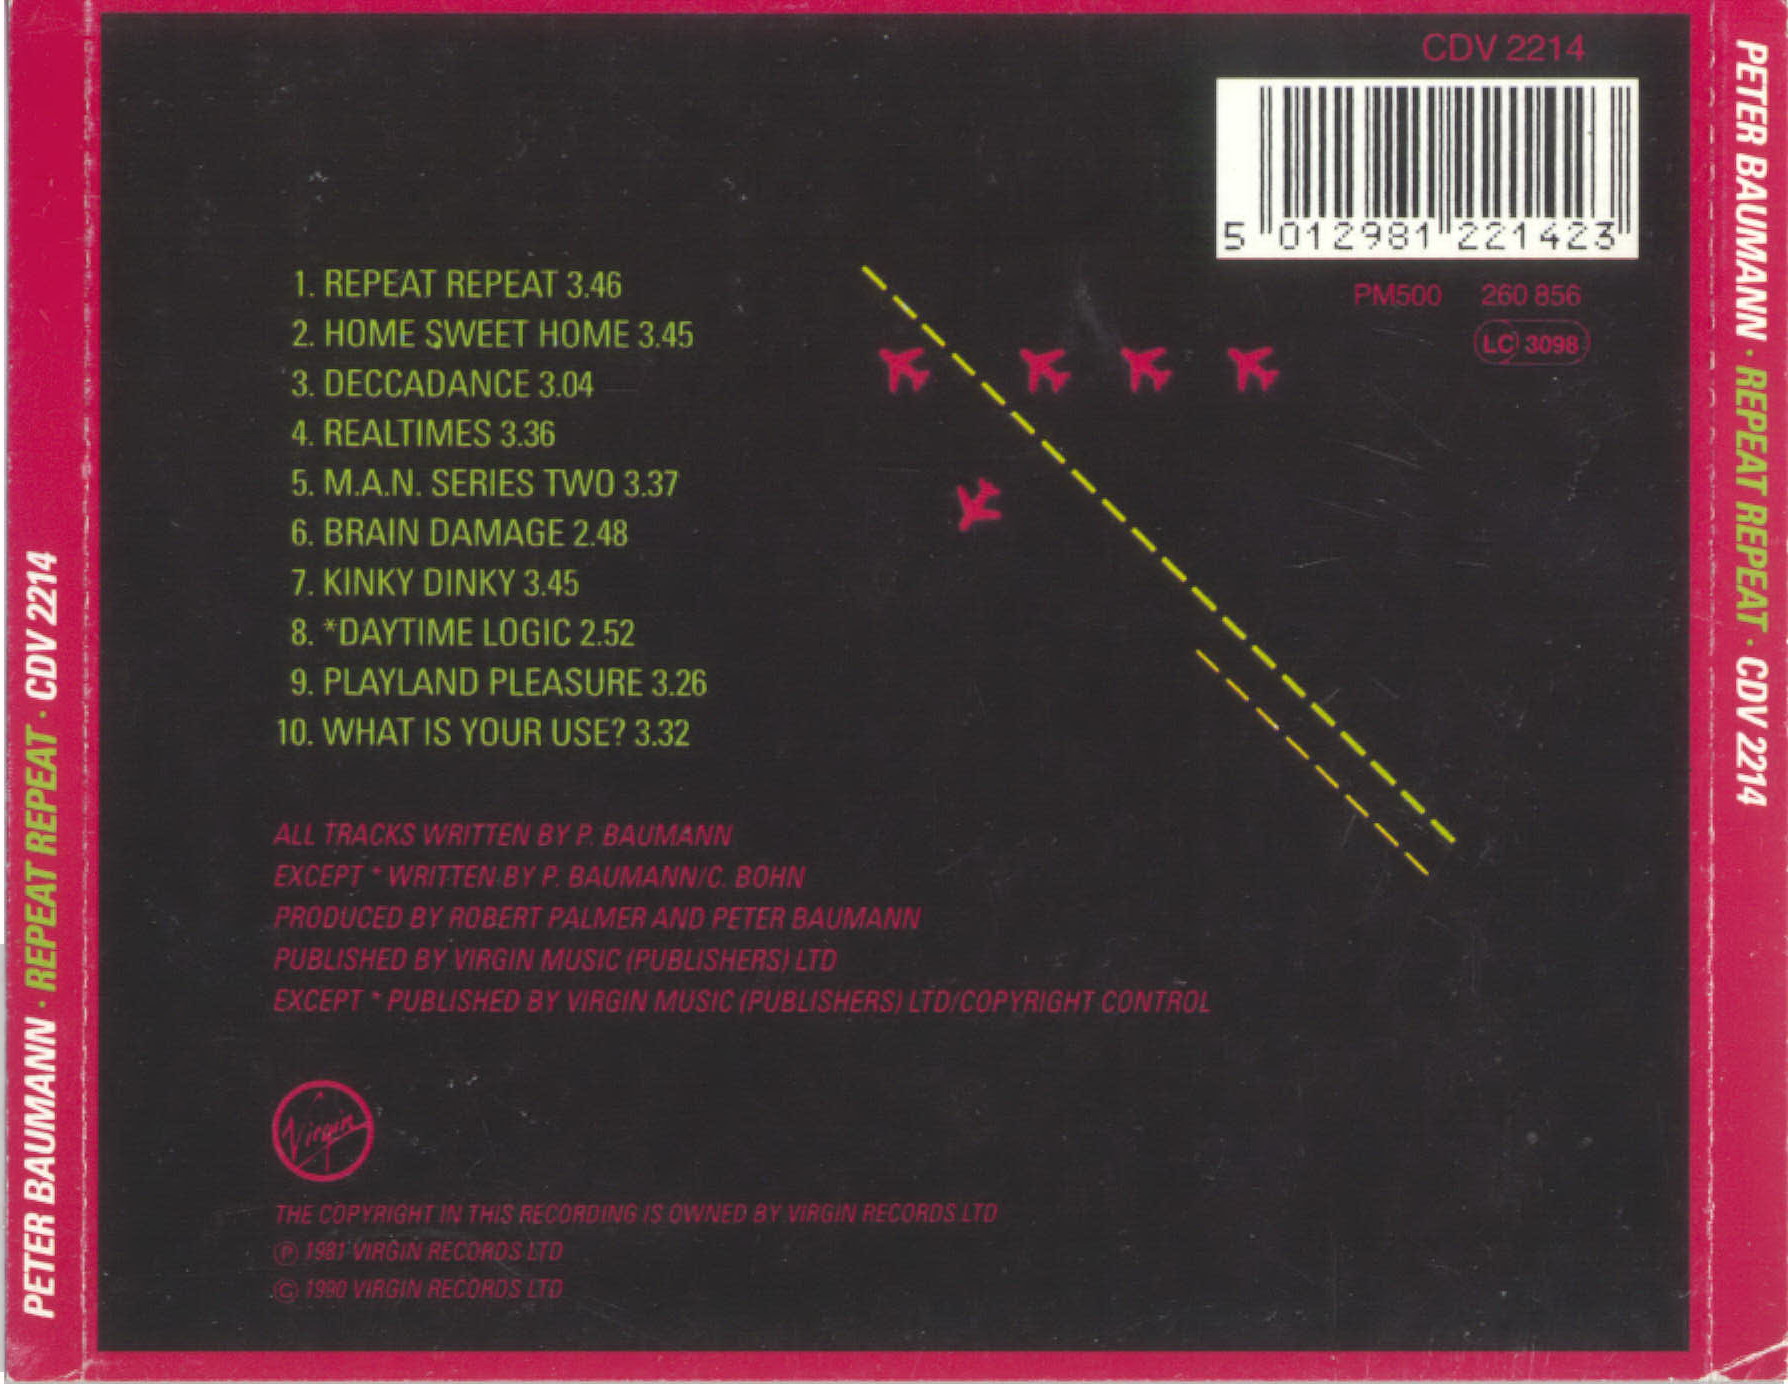 CDV 2214
5 012981 221423
PM500 260 856
LC 3098
1. REPEAT REPEAT 3.46
2. HOME SWEET HOME 3.45
3. DECCADANCE 3.04
4. REALTIMES 3.36
5. M.A.N. SERIES TWO 3.37
6. BRAIN DAMAGE 2.48
7. KINKY DINKY 3.45
8. *DAYTIME LOGIC 2.52
9. PLAYLAND PLEASURE 3.26
10. WHAT IS YOUR USE? 3.32
ALL TRACKS WRITTEN BY P. BAUMANN
EXCEPT * WRITTEN BY P. BAUMANN/C. BOHN
PRODUCED BY ROBERT PALMER AND PETER BAUMANN
PUBLISHED BY VIRGIN MUSIC (PUBLISHERS) LTD
EXCEPT * PUBLISHED BY VIRGIN MUSIC (PUBLISHERS) LTD/COPYRIGHT CONTROL
Virgin
THE COPYRIGHT IN THIS RECORDING IS OWNED BY VIRGIN RECORDS LTD
Ⓟ 1981 VIRGIN RECORDS LTD
© 1990 VIRGIN RECORDS LTD
PETER BAUMANN · REPEAT REPEAT · CDV 2214
PETER BAUMANN · REPEAT REPEAT · CDV 2214